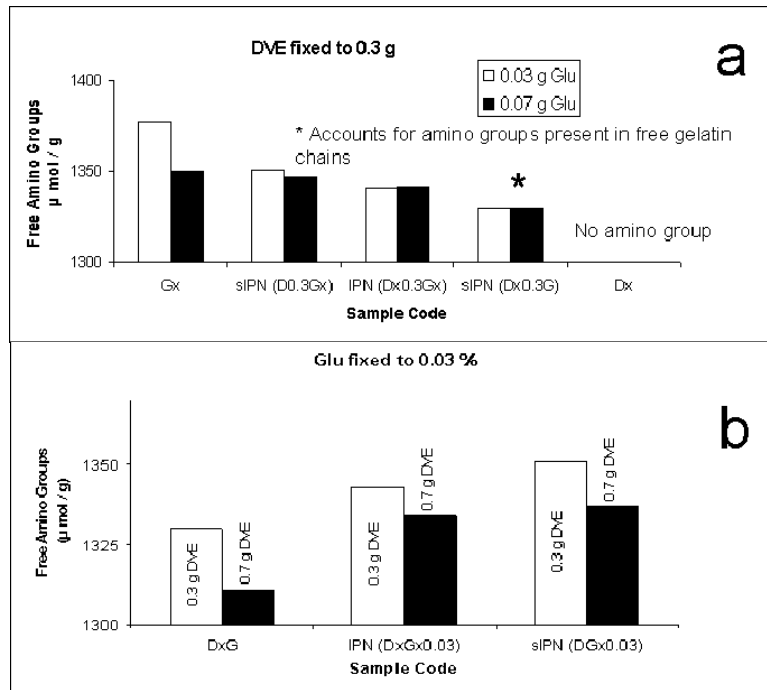 DVE fixed to 0.3 g
a
0.03 g Glu
0.07 g Glu
* Accounts for amino groups present in free gelatin
chains
*
No amino group
Free Amino Groups
µ mol / g
1400
1350
1300
Gx
sIPN (D0.3Gx)
IPN (Dx0.3Gx)
sIPN (Dx0.3G)
Dx
Sample Code
Glu fixed to 0.03 %
b
Free Amino Groups
(µ mol / g)
1350
1325
1300
0.3 g DVE
0.7 g DVE
0.3 g DVE
0.7 g DVE
0.3 g DVE
0.7 g DVE
DxG
IPN (DxGx0.03)
sIPN (DGx0.03)
Sample Code